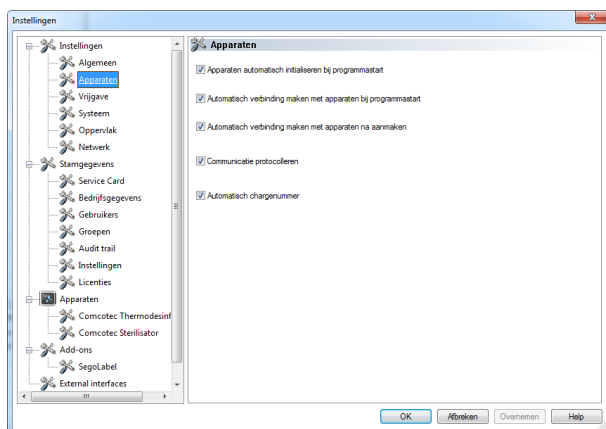 Instellingen
Instellingen
Algemeen
Apparaten
Vrijgave
Systeem
Oppervlak
Netwerk
Stamgegevens
Service Card
Bedrijfsgegevens
Gebruikers
Groepen
Audit trail
Instellingen
Licenties
Apparaten
Comcotec Thermodesinf
Comcotec Sterilisator
Add-ons
SegoLabel
External interfaces
Apparaten
Apparaten automatisch initialiseren bij programmastart
Automatisch verbinding maken met apparaten bij programmastart
Automatisch verbinding maken met apparaten na aanmaken
Communicatie protocolleren
Automatisch chargenummer
OK Afbreken Overnemen Help